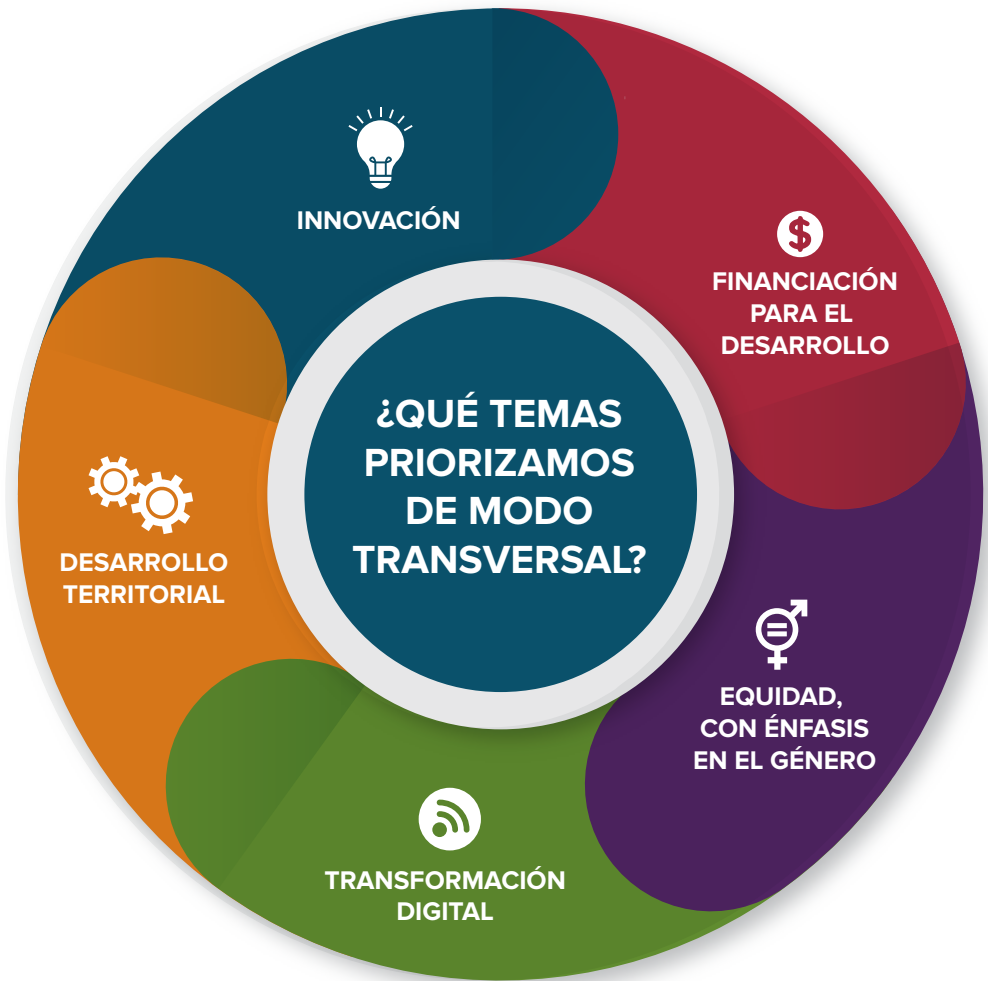 ¿QUÉ TEMAS
PRIORIZAMOS
DE MODO
TRANSVERSAL?
INNOVACIÓN
$
FINANCIACIÓN
PARA EL
DESARROLLO
EQUIDAD,
CON ÉNFASIS
EN EL GÉNERO
TRANSFORMACIÓN
DIGITAL
DESARROLLO
TERRITORIAL